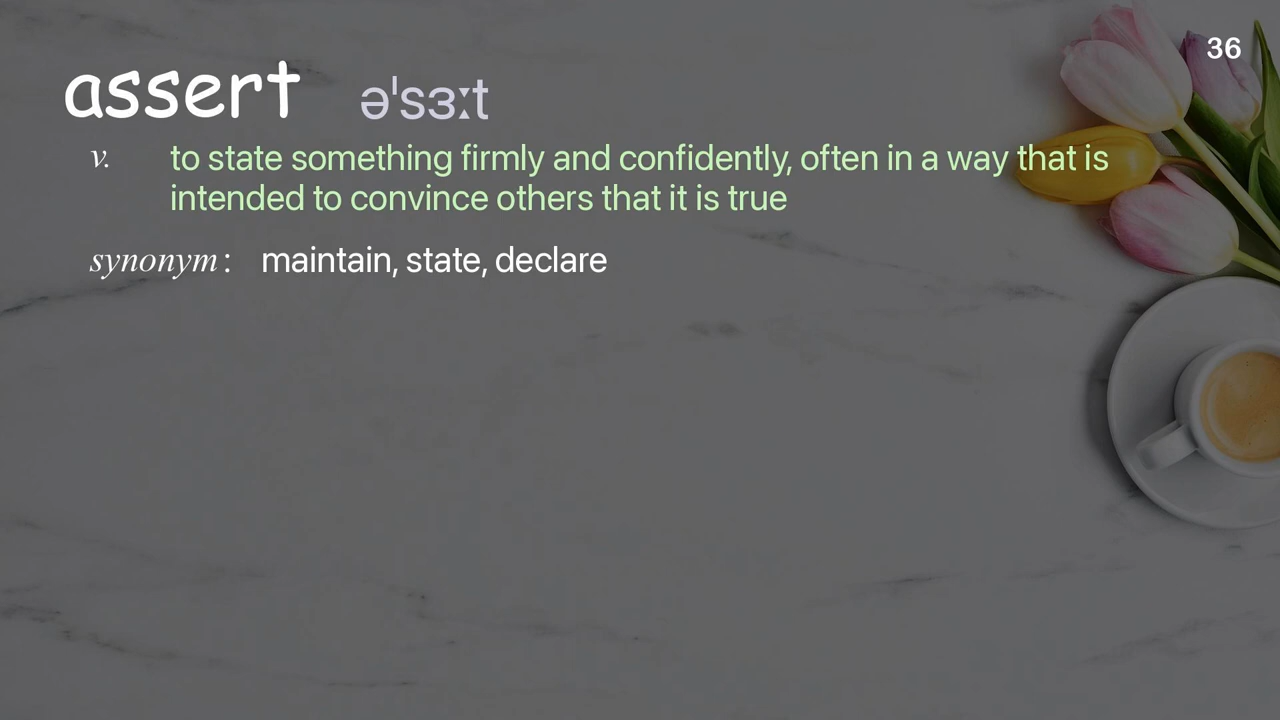 36
assert əˈsɜːt
v. to state something firmly and confidently, often in a way that is
intended to convince others that it is true
synonym : maintain, state, declare